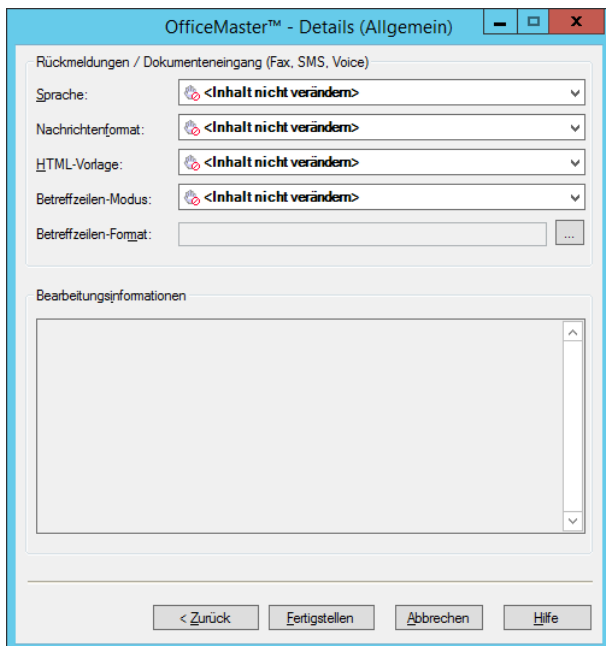 OfficeMaster™ - Details (Allgemein)
Rückmeldungen / Dokumenteneingang (Fax, SMS, Voice)
Sprache: <Inhalt nicht verändern>
Nachrichtenformat: <Inhalt nicht verändern>
HTML-Vorlage: <Inhalt nicht verändern>
Betreffzeilen-Modus: <Inhalt nicht verändern>
Betreffzeilen-Format: ...
Bearbeitungsinformationen
< Zurück Fertigstellen Abbrechen Hilfe